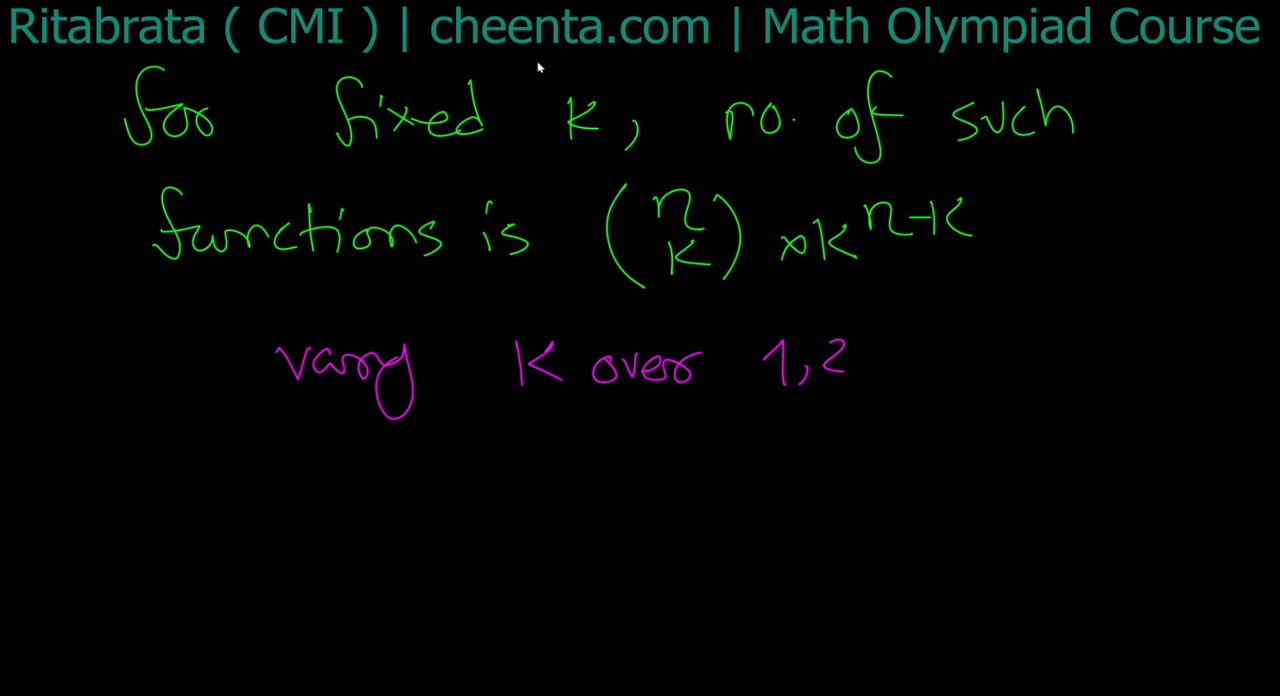 Ritabrata ( CMI ) | cheenta.com | Math Olympiad Course
for fixed k, no. of such
functions is (n k) × k^{n-k}
vary K over 1, 2